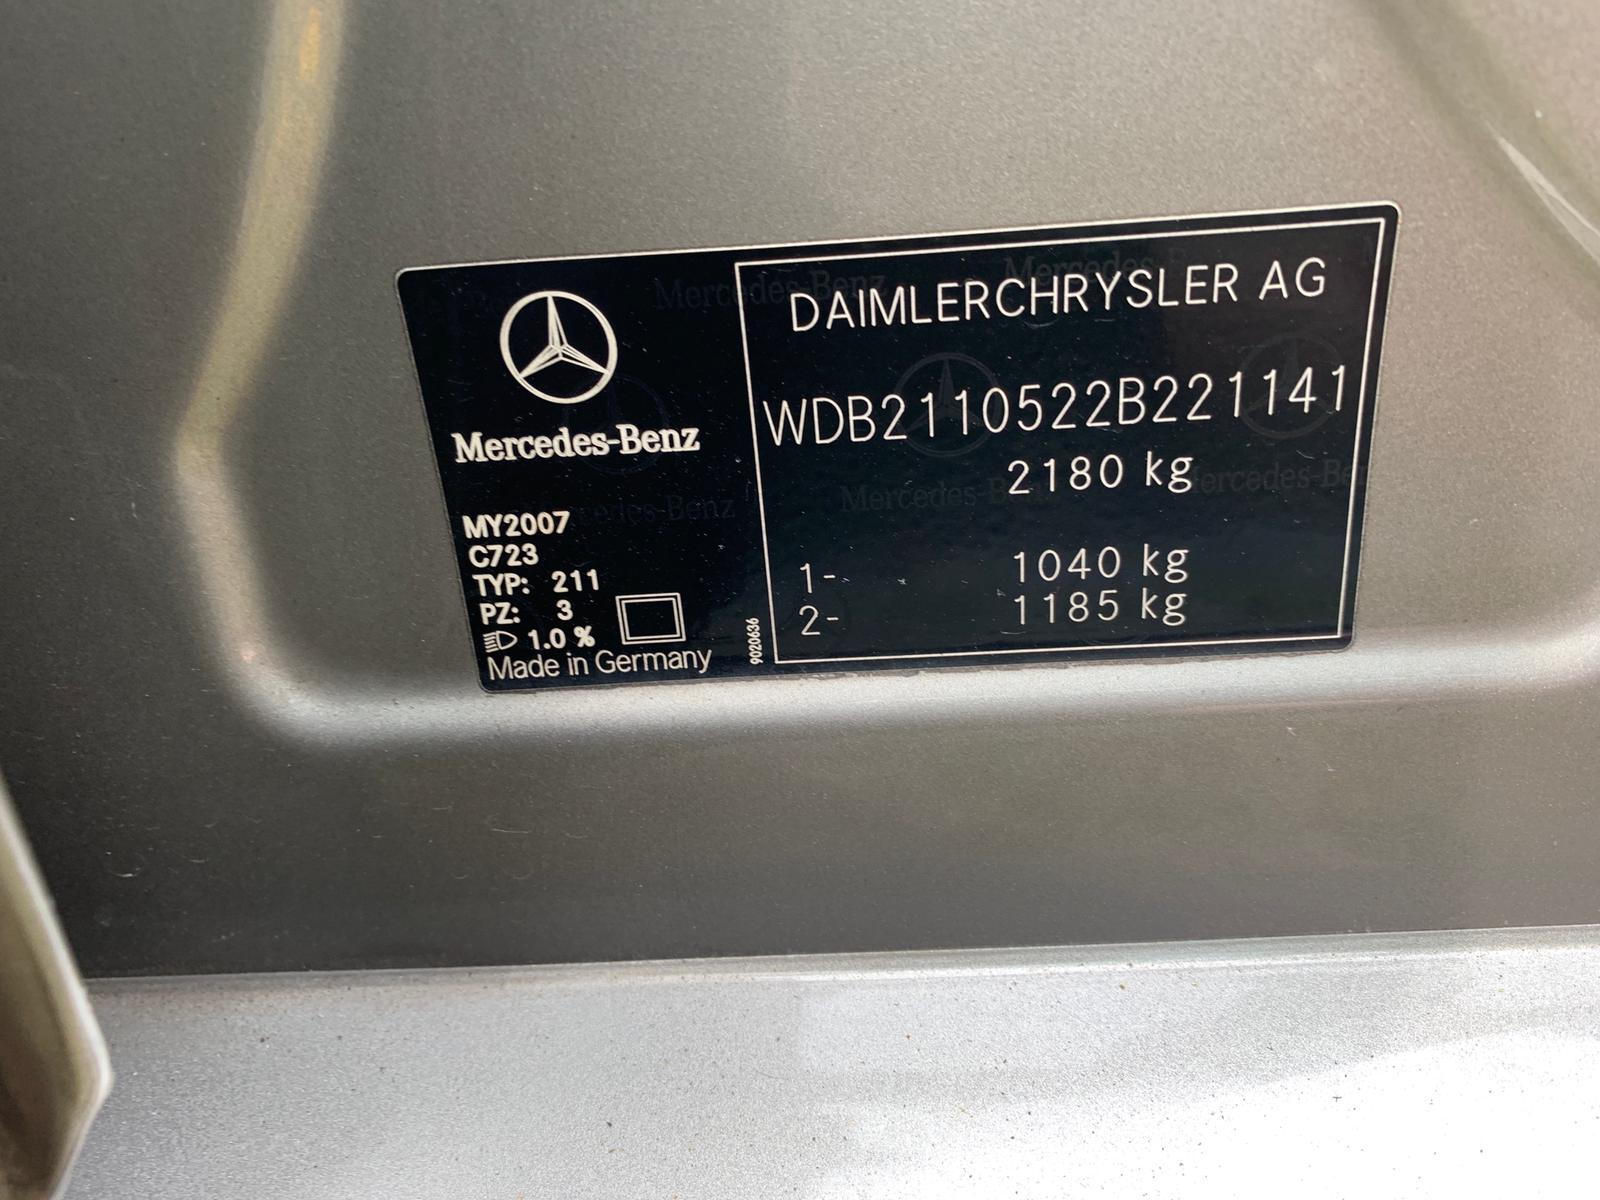 Mercedes-Benz
MY2007
C723
TYP: 211
PZ: 3
1.0 %
Made in Germany
9020636
DAIMLERCHRYSLER AG
WDB2110522B221141
2180 kg
1- 1040 kg
2- 1185 kg